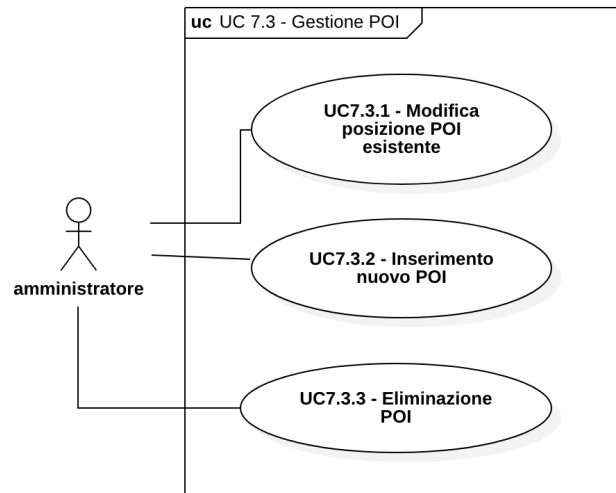 uc UC 7.3 - Gestione POI
UC7.3.1 - Modifica
posizione POI
esistente
amministratore
UC7.3.2 - Inserimento
nuovo POI
UC7.3.3 - Eliminazione
POI